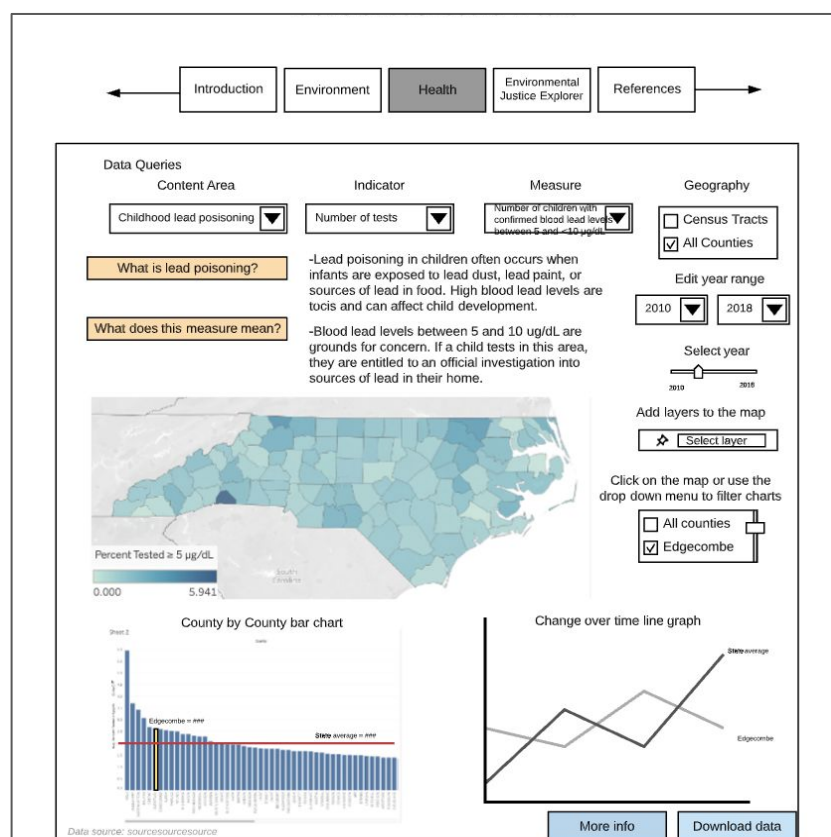 Introduction
Environment
Health
Environmental
Justice Explorer
References
Data Queries
Content Area
Indicator
Measure
Geography
Childhood lead posisoning
Number of tests
Number of children with
confirmed blood lead levels
between 5 and <10 µg/dL
Census Tracts
All Counties
What is lead poisoning?
-Lead poisoning in children often occurs when
infants are exposed to lead dust, lead paint, or
sources of lead in food. High blood lead levels are
tocis and can affect child development.
What does this measure mean?
-Blood lead levels between 5 and 10 ug/dL are
grounds for concern. If a child tests in this area,
they are entitled to an official investigation into
sources of lead in their home.
Edit year range
2010
2018
Select year
2010
2018
Add layers to the map
Select layer
Click on the map or use the
drop down menu to filter charts
All counties
Edgecombe
Percent Tested ≥ 5 µg/dL
0.000
5.941
South
Carolina
County by County bar chart
Sheet 2
Edgecombe = ###
State average = ###
Change over time line graph
State average
Edgecombe
Data source: sourcesourcesource
More info
Download data